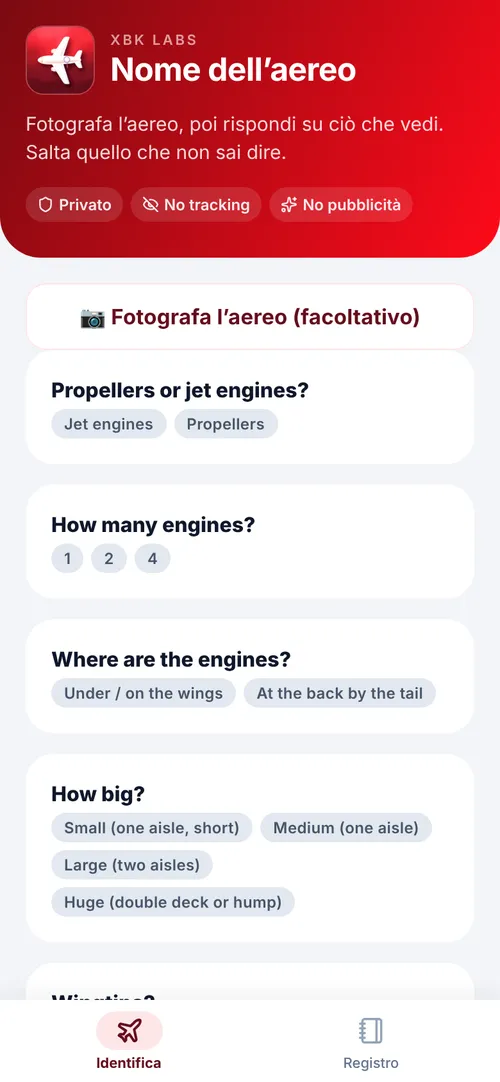 XBK LABS
Nome dell’aereo
Fotografa l’aereo, poi rispondi su ciò che vedi.
Salta quello che non sai dire.
Privato
No tracking
No pubblicità
Fotografa l’aereo (facoltativo)
Propellers or jet engines?
Jet engines
Propellers
How many engines?
1
2
4
Where are the engines?
Under / on the wings
At the back by the tail
How big?
Small (one aisle, short)
Medium (one aisle)
Large (two aisles)
Huge (double deck or hump)
Wingtips?
Identifica
Registro